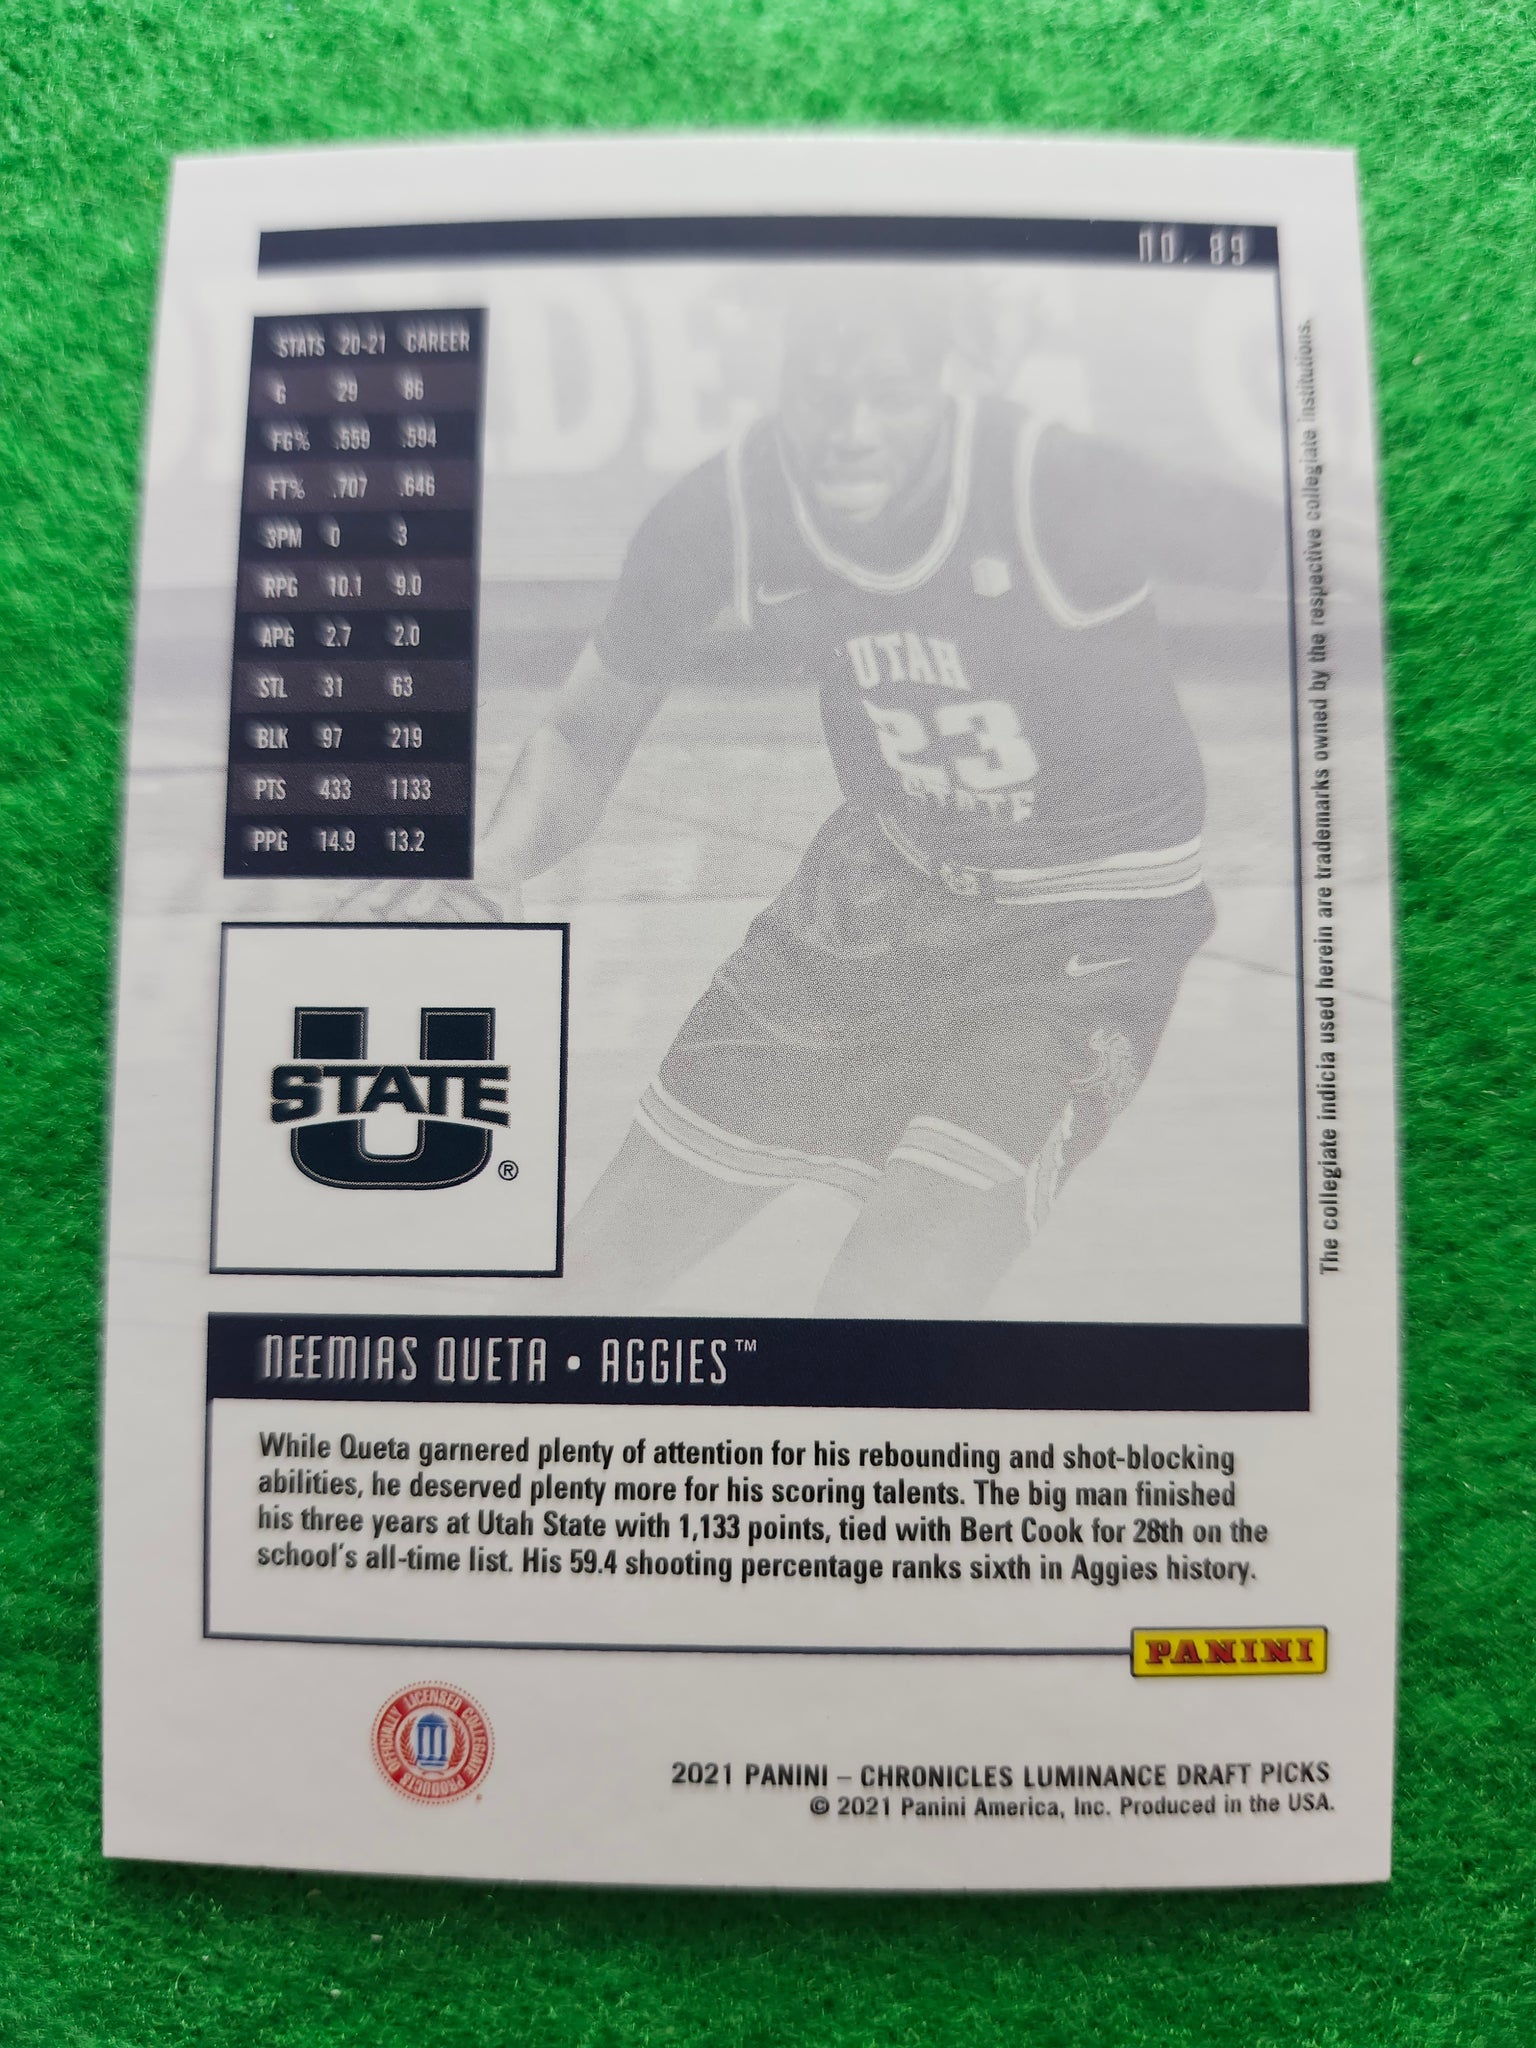 NO. 89
STATS 20-21 CAREER
G 29 86
FG% .559 .594
FT% .707 .646
3PM 0 3
RPG 10.1 9.0
APG 2.7 2.0
STL 31 63
BLK 97 219
PTS 433 1133
PPG 14.9 13.2
UTAH
23
STATE
U
STATE
®
NEEMIAS QUETA • AGGIES™
While Queta garnered plenty of attention for his rebounding and shot-blocking
abilities, he deserved plenty more for his scoring talents. The big man finished
his three years at Utah State with 1,133 points, tied with Bert Cook for 28th on the
school's all-time list. His 59.4 shooting percentage ranks sixth in Aggies history.
PANINI
OFFICIALLY LICENSED COLLEGIATE PRODUCTS
2021 PANINI – CHRONICLES LUMINANCE DRAFT PICKS
© 2021 Panini America, Inc. Produced in the USA.
The collegiate indicia used herein are trademarks owned by the respective collegiate institutions.